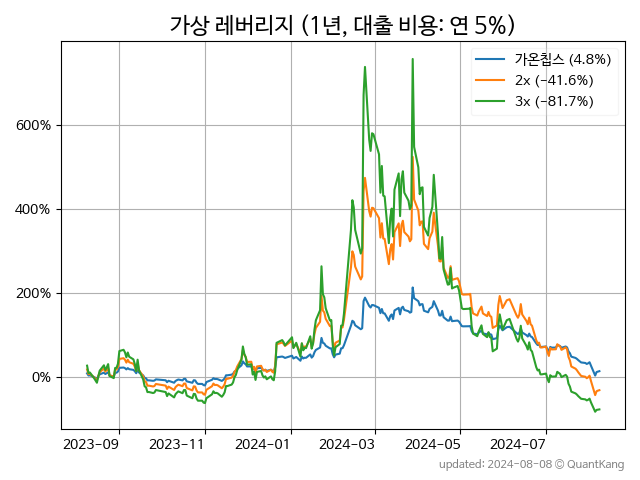 가상 레버리지 (1년, 대출 비용: 연 5%)
가온칩스 (4.8%)
2x (−41.6%)
3x (−81.7%)
600%
400%
200%
0%
2023-09 2023-11 2024-01 2024-03 2024-05 2024-07
updated: 2024-08-08 © QuantKang